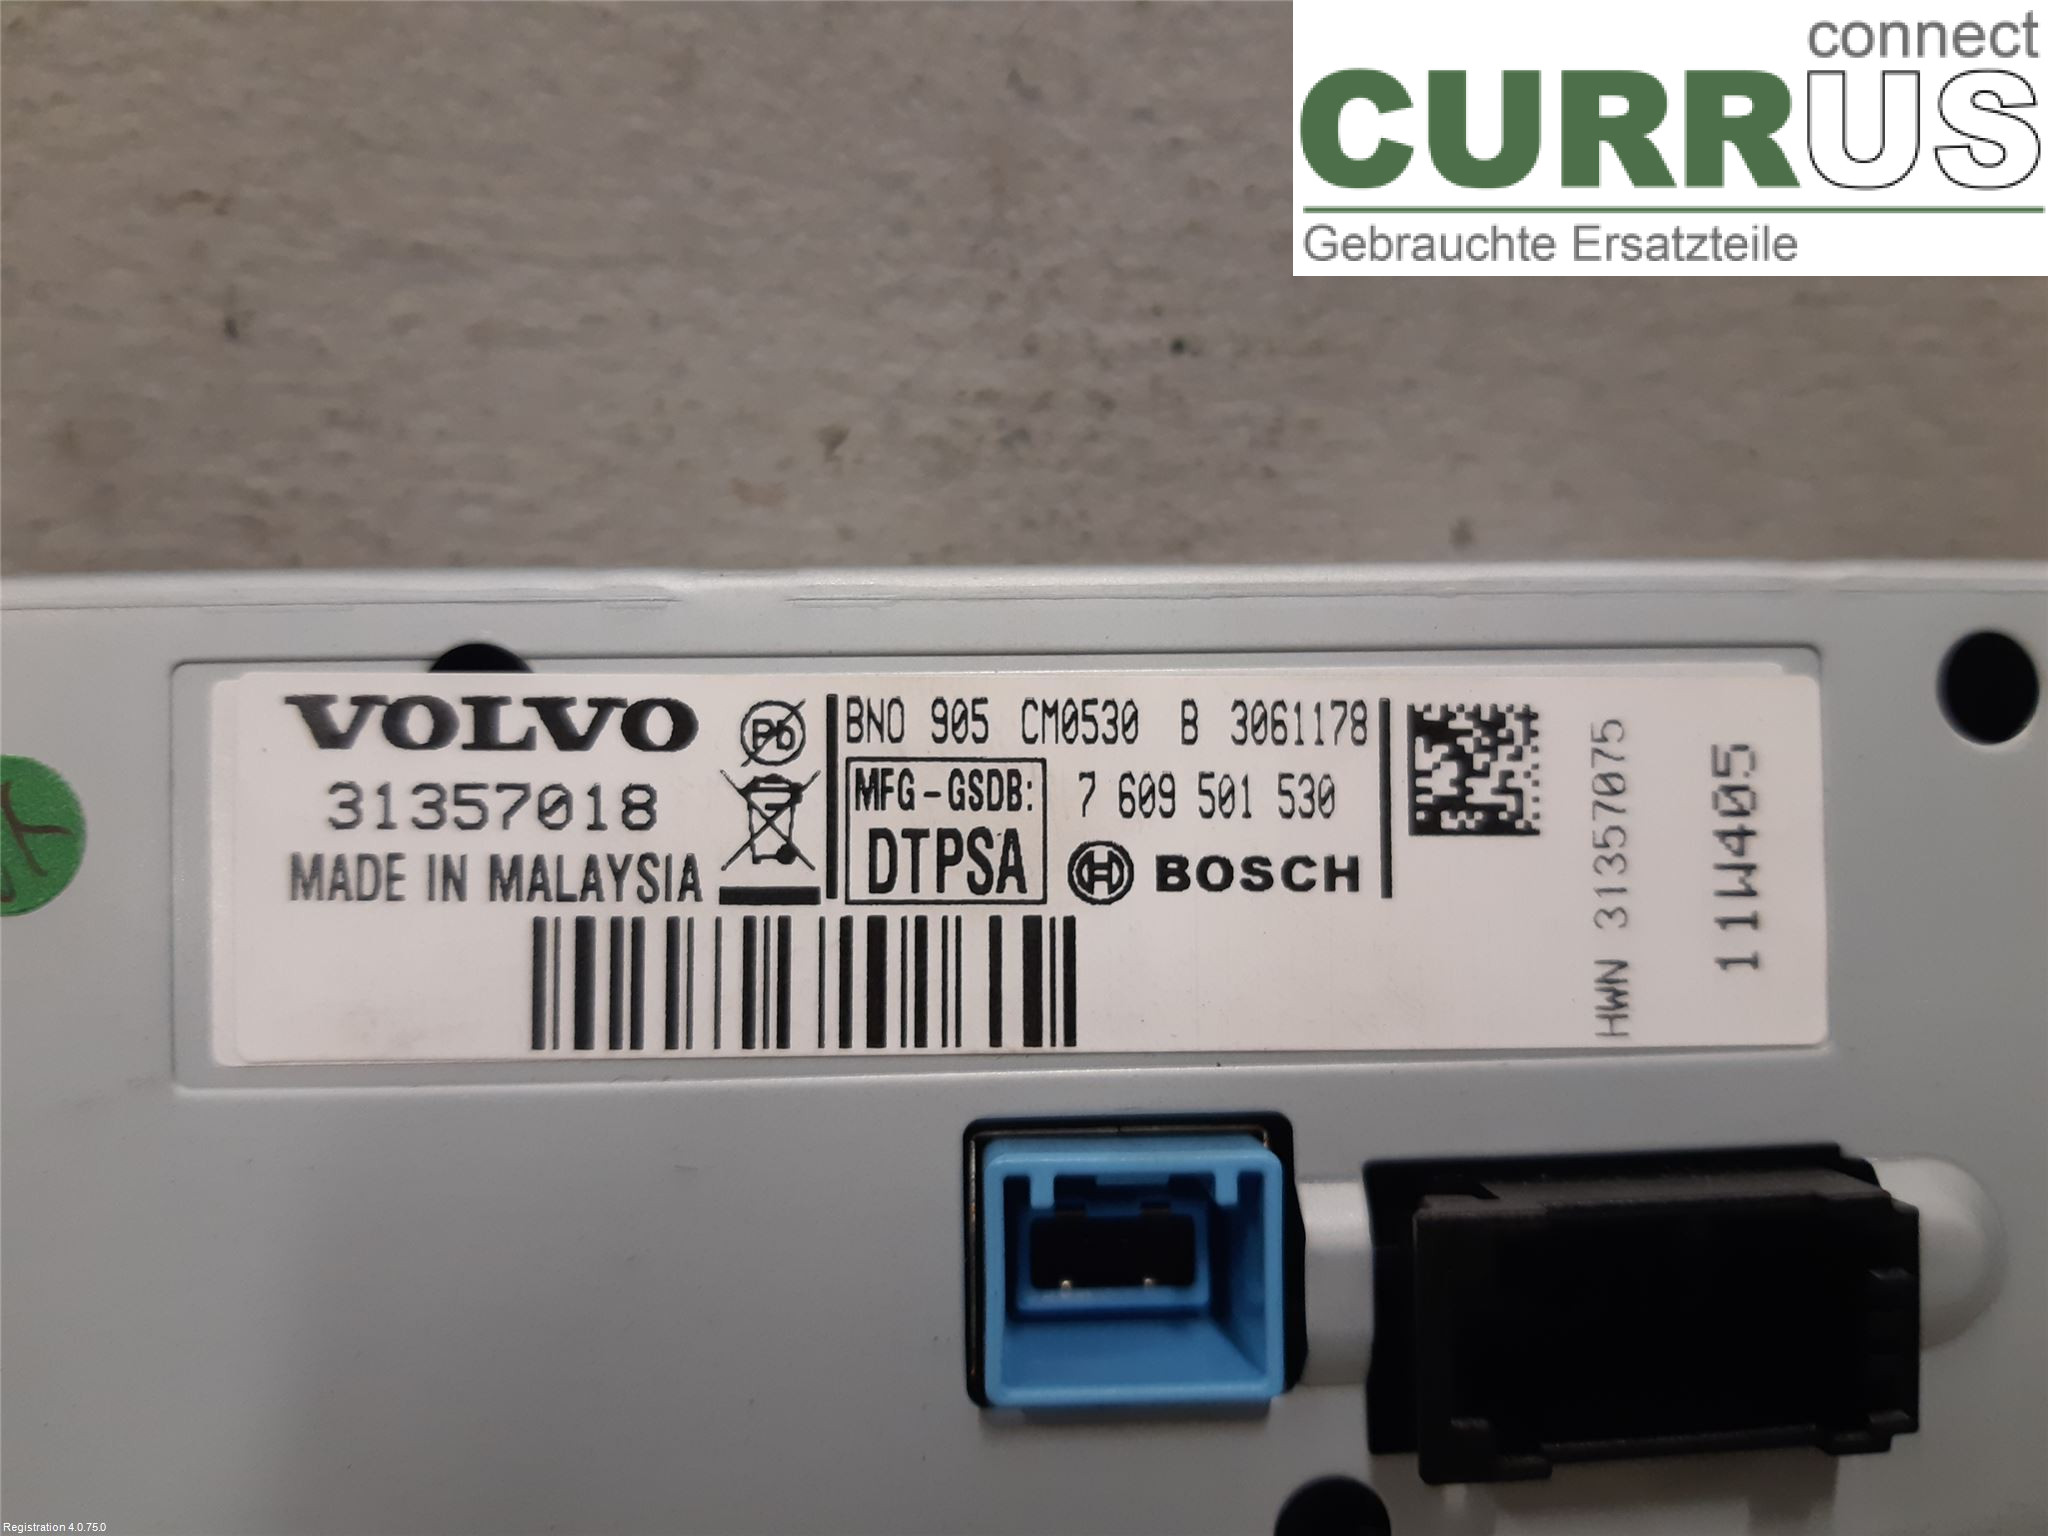 connect
CURRUS
Gebrauchte Ersatzteile
VOLVO
31357018
MADE IN MALAYSIA
Pb
BNO 905 CM0530 B 3061178
MFG-GSDB:
DTPSA
7 609 501 530
BOSCH
HWN 31357075
11W405
Registration 4.0.75.0